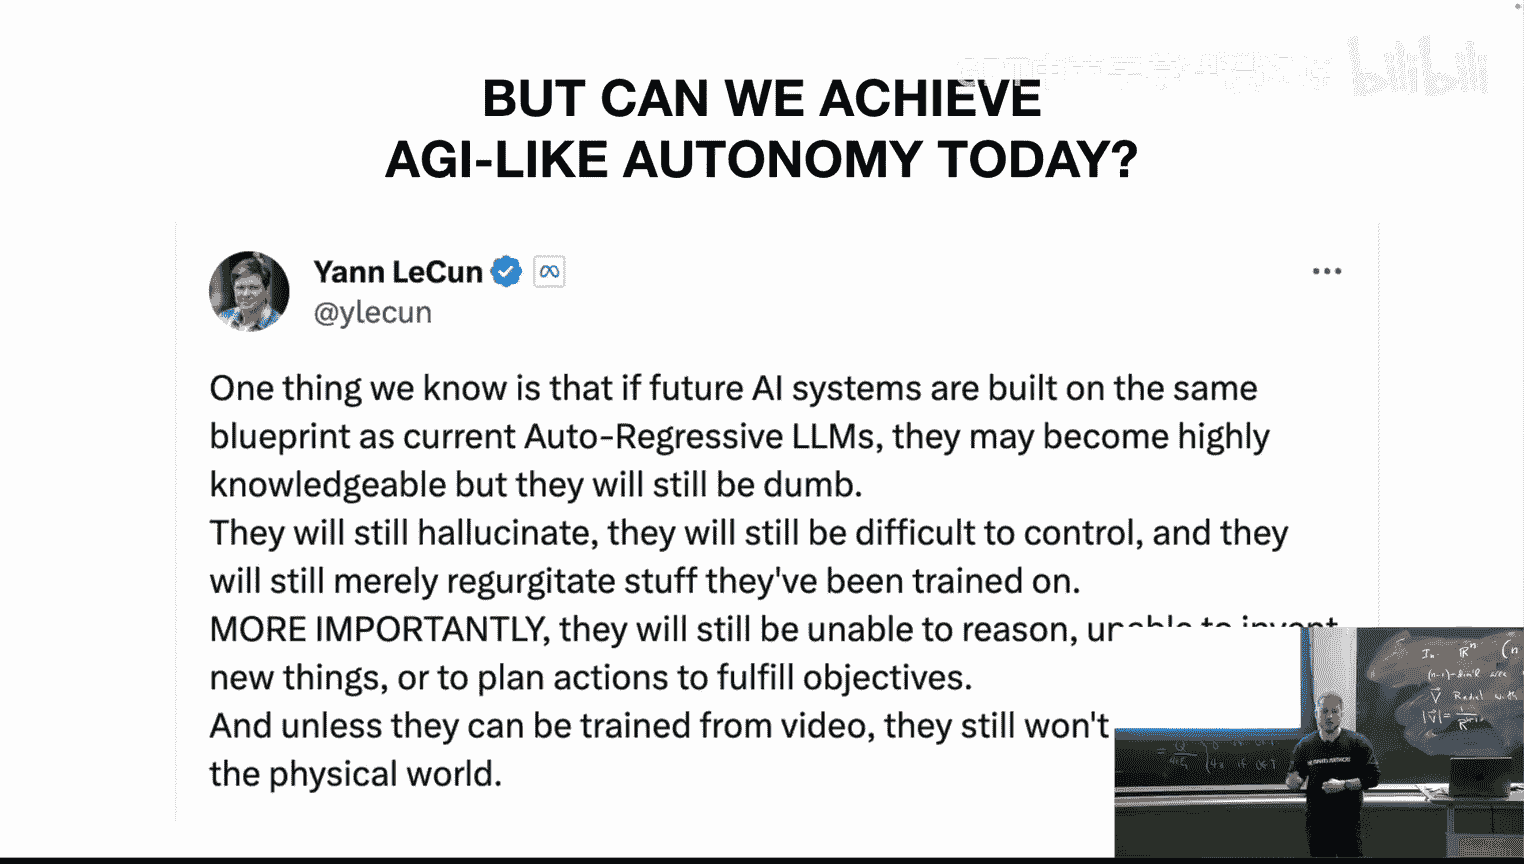 BUT CAN WE ACHIEVE
AGI-LIKE AUTONOMY TODAY?
bilibili
Yann LeCun
@ylecun
One thing we know is that if future AI systems are built on the same
blueprint as current Auto-Regressive LLMs, they may become highly
knowledgeable but they will still be dumb.
They will still hallucinate, they will still be difficult to control, and they
will still merely regurgitate stuff they've been trained on.
MORE IMPORTANTLY, they will still be unable to reason, unable to invent
new things, or to plan actions to fulfill objectives.
And unless they can be trained from video, they still won't
the physical world.